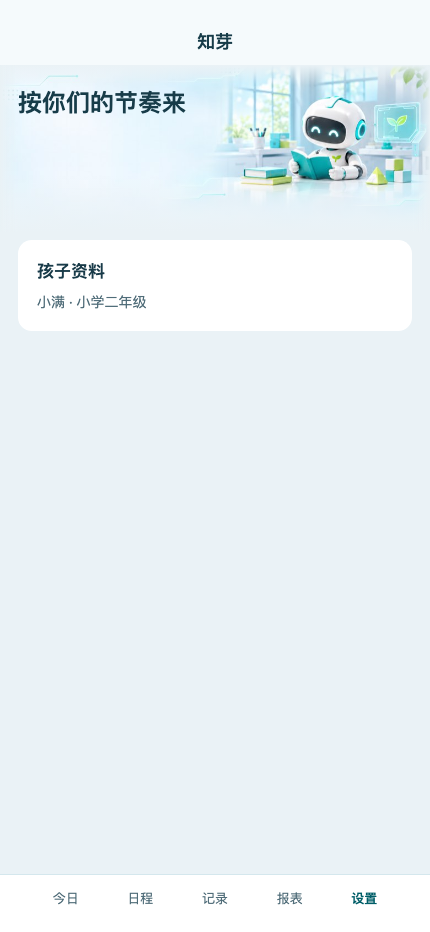 知芽
按你们的节奏来
孩子资料
小满 · 小学二年级
今日 日程 记录 报表 设置